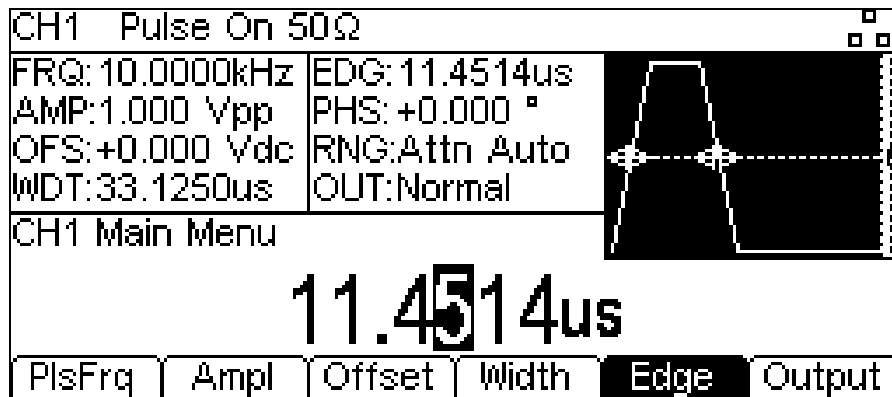 CH1 Pulse On 50Ω
FRQ:10.0000kHz EDG:11.4514us
AMP:1.000 Vpp PHS:+0.000 °
OFS:+0.000 Vdc RNG:Attn Auto
WDT:33.1250us OUT:Normal
CH1 Main Menu
11.4514us
PlsFrq Ampl Offset Width Edge Output